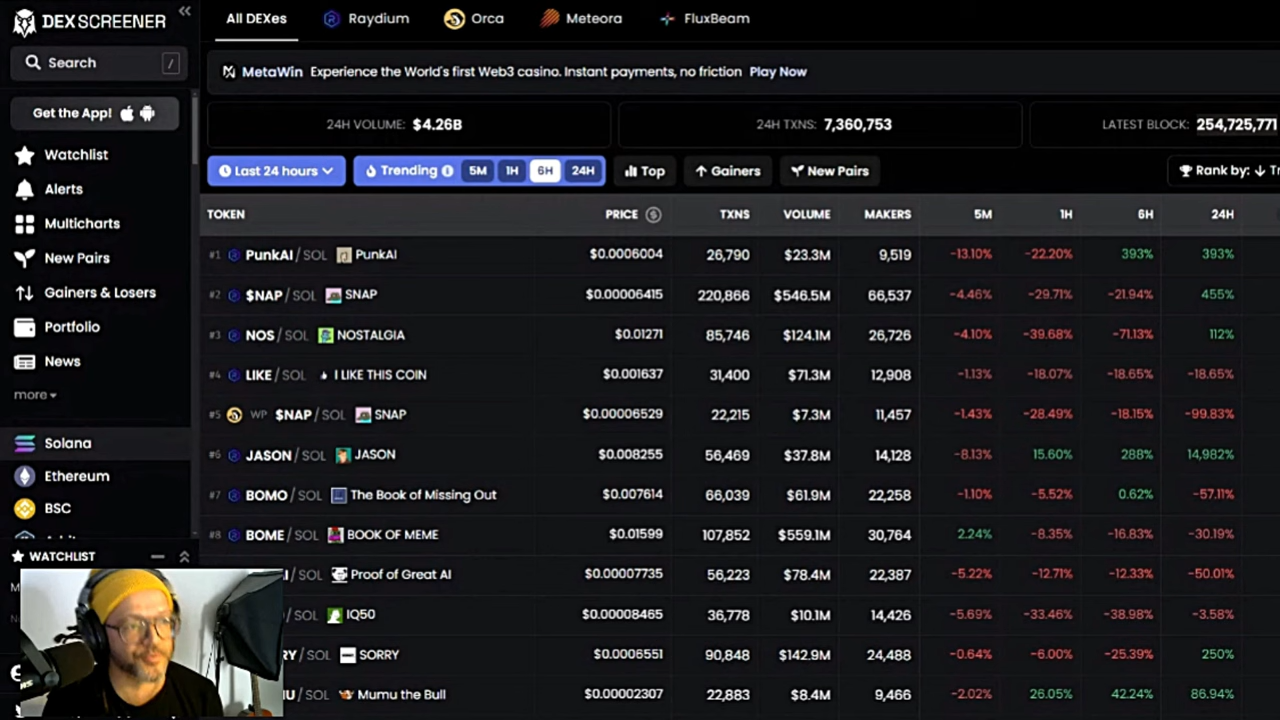 DEX SCREENER
All DEXes Raydium Orca Meteora FluxBeam
Search /
MetaWin Experience the World's first Web3 casino. Instant payments, no friction Play Now
Get the App!
24H VOLUME: $4.26B 24H TXNS: 7,360,753 LATEST BLOCK: 254,725,771
Watchlist
Alerts
Multicharts
New Pairs
Gainers & Losers
Portfolio
News
more
Solana
Ethereum
BSC
WATCHLIST
Last 24 hours Trending 5M 1H 6H 24H Top Gainers New Pairs Rank by:
TOKEN PRICE TXNS VOLUME MAKERS 5M 1H 6H 24H
#1 PunkAI / SOL PunkAI $0.0006004 26,790 $23.3M 9,519 -13.10% -22.20% 393% 393%
#2 $NAP / SOL SNAP $0.00006415 220,866 $546.5M 66,537 -4.46% -29.71% -21.94% 455%
#3 NOS / SOL NOSTALGIA $0.01271 85,746 $124.1M 26,726 -4.10% -39.68% -71.13% 112%
#4 LIKE / SOL I LIKE THIS COIN $0.001637 31,400 $71.3M 12,908 -1.13% -18.07% -18.65% -18.65%
#5 WP $NAP / SOL SNAP $0.00006529 22,215 $7.3M 11,457 -1.43% -28.49% -18.15% -99.83%
#6 JASON / SOL JASON $0.008255 56,469 $37.8M 14,128 -8.13% 15.60% 288% 14,982%
#7 BOMO / SOL The Book of Missing Out $0.007614 66,039 $61.9M 22,258 -1.10% -5.52% 0.62% -57.11%
#8 BOME / SOL BOOK OF MEME $0.01599 107,852 $559.1M 30,764 2.24% -8.35% -16.83% -30.19%
/ SOL Proof of Great AI $0.00007735 56,223 $78.4M 22,387 -5.22% -12.71% -12.33% -50.01%
/ SOL IQ50 $0.00008465 36,778 $10.1M 14,426 -5.69% -33.46% -38.98% -3.58%
RY / SOL SORRY $0.0006551 90,848 $142.9M 24,488 -0.64% -6.00% -25.39% 250%
/ SOL Mumu the Bull $0.00002307 22,883 $8.4M 9,466 -2.02% 26.05% 42.24% 86.94%